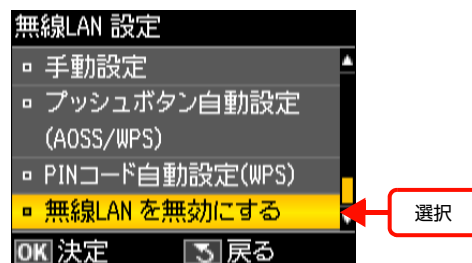 無線LAN 設定
手動設定
プッシュボタン自動設定
(AOSS/WPS)
PINコード自動設定(WPS)
無線LAN を無効にする
選択
OK 決定 戻る